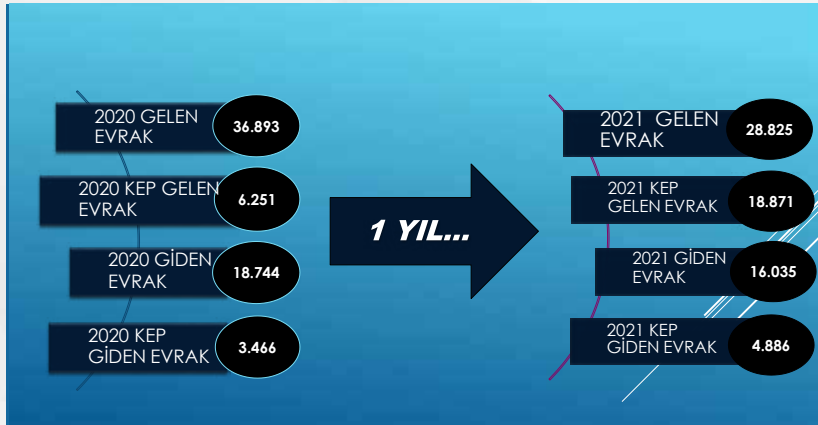 2020 GELEN
EVRAK
36.893
2020 KEP GELEN
EVRAK
6.251
2020 GİDEN
EVRAK
18.744
2020 KEP
GİDEN EVRAK
3.466
1 YIL...
2021 GELEN
EVRAK
28.825
2021 KEP
GELEN EVRAK
18.871
2021 GİDEN
EVRAK
16.035
2021 KEP
GİDEN EVRAK
4.886